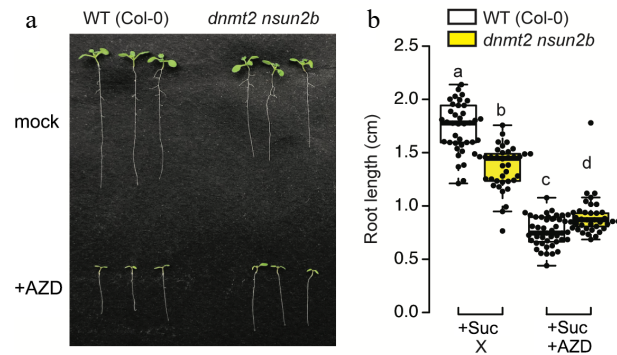 a
WT (Col-0) dnmt2 nsun2b
mock
+AZD
b
WT (Col-0)
dnmt2 nsun2b
Root length (cm)
2.5
2.0
1.5
1.0
0.5
0.0
a
b
c
d
+Suc +Suc
X +AZD